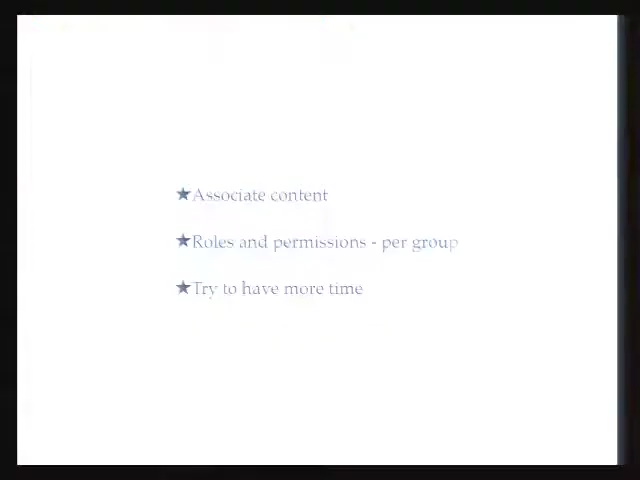 ★Associate content
★Roles and permissions - per group
★Try to have more time